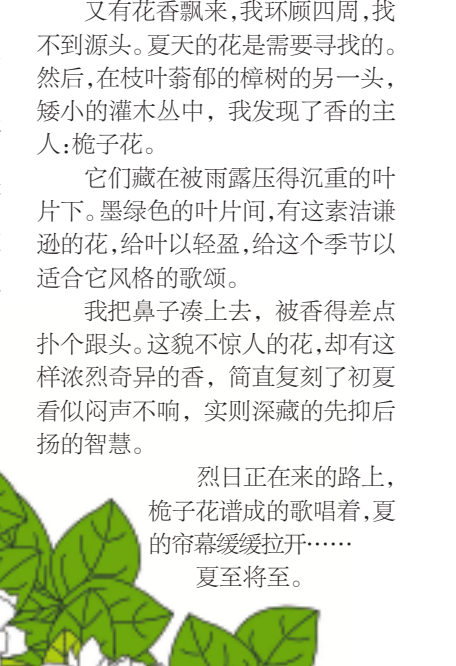 又有花香飘来,我环顾四周,找
不到源头。夏天的花是需要寻找的。
然后,在枝叶蓊郁的樟树的另一头,
矮小的灌木丛中，我发现了香的主
人:桅子花。
它们藏在被雨露压得沉重的叶
片下。墨绿色的叶片间,有这素洁谦
逊的花,给叶以轻盈,给这个季节以
适合它风格的歌颂。
我把鼻子凑上去，被香得差点
扑个跟头。这貌不惊人的花,却有这
样浓烈奇异的香，简直复刻了初夏
看似闷声不响，实则深藏的先抑后
扬的智慧。
烈日正在来的路上,
桅子花谱成的歌唱着,夏
的帘幕缓缓拉开……
夏至将至。